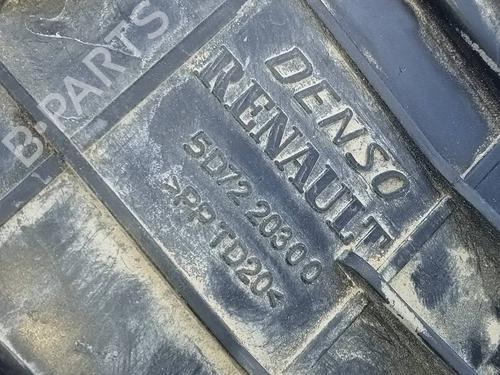 DENSO
RENAULT
5D72 20300
>PP TD20<
B-PARTS